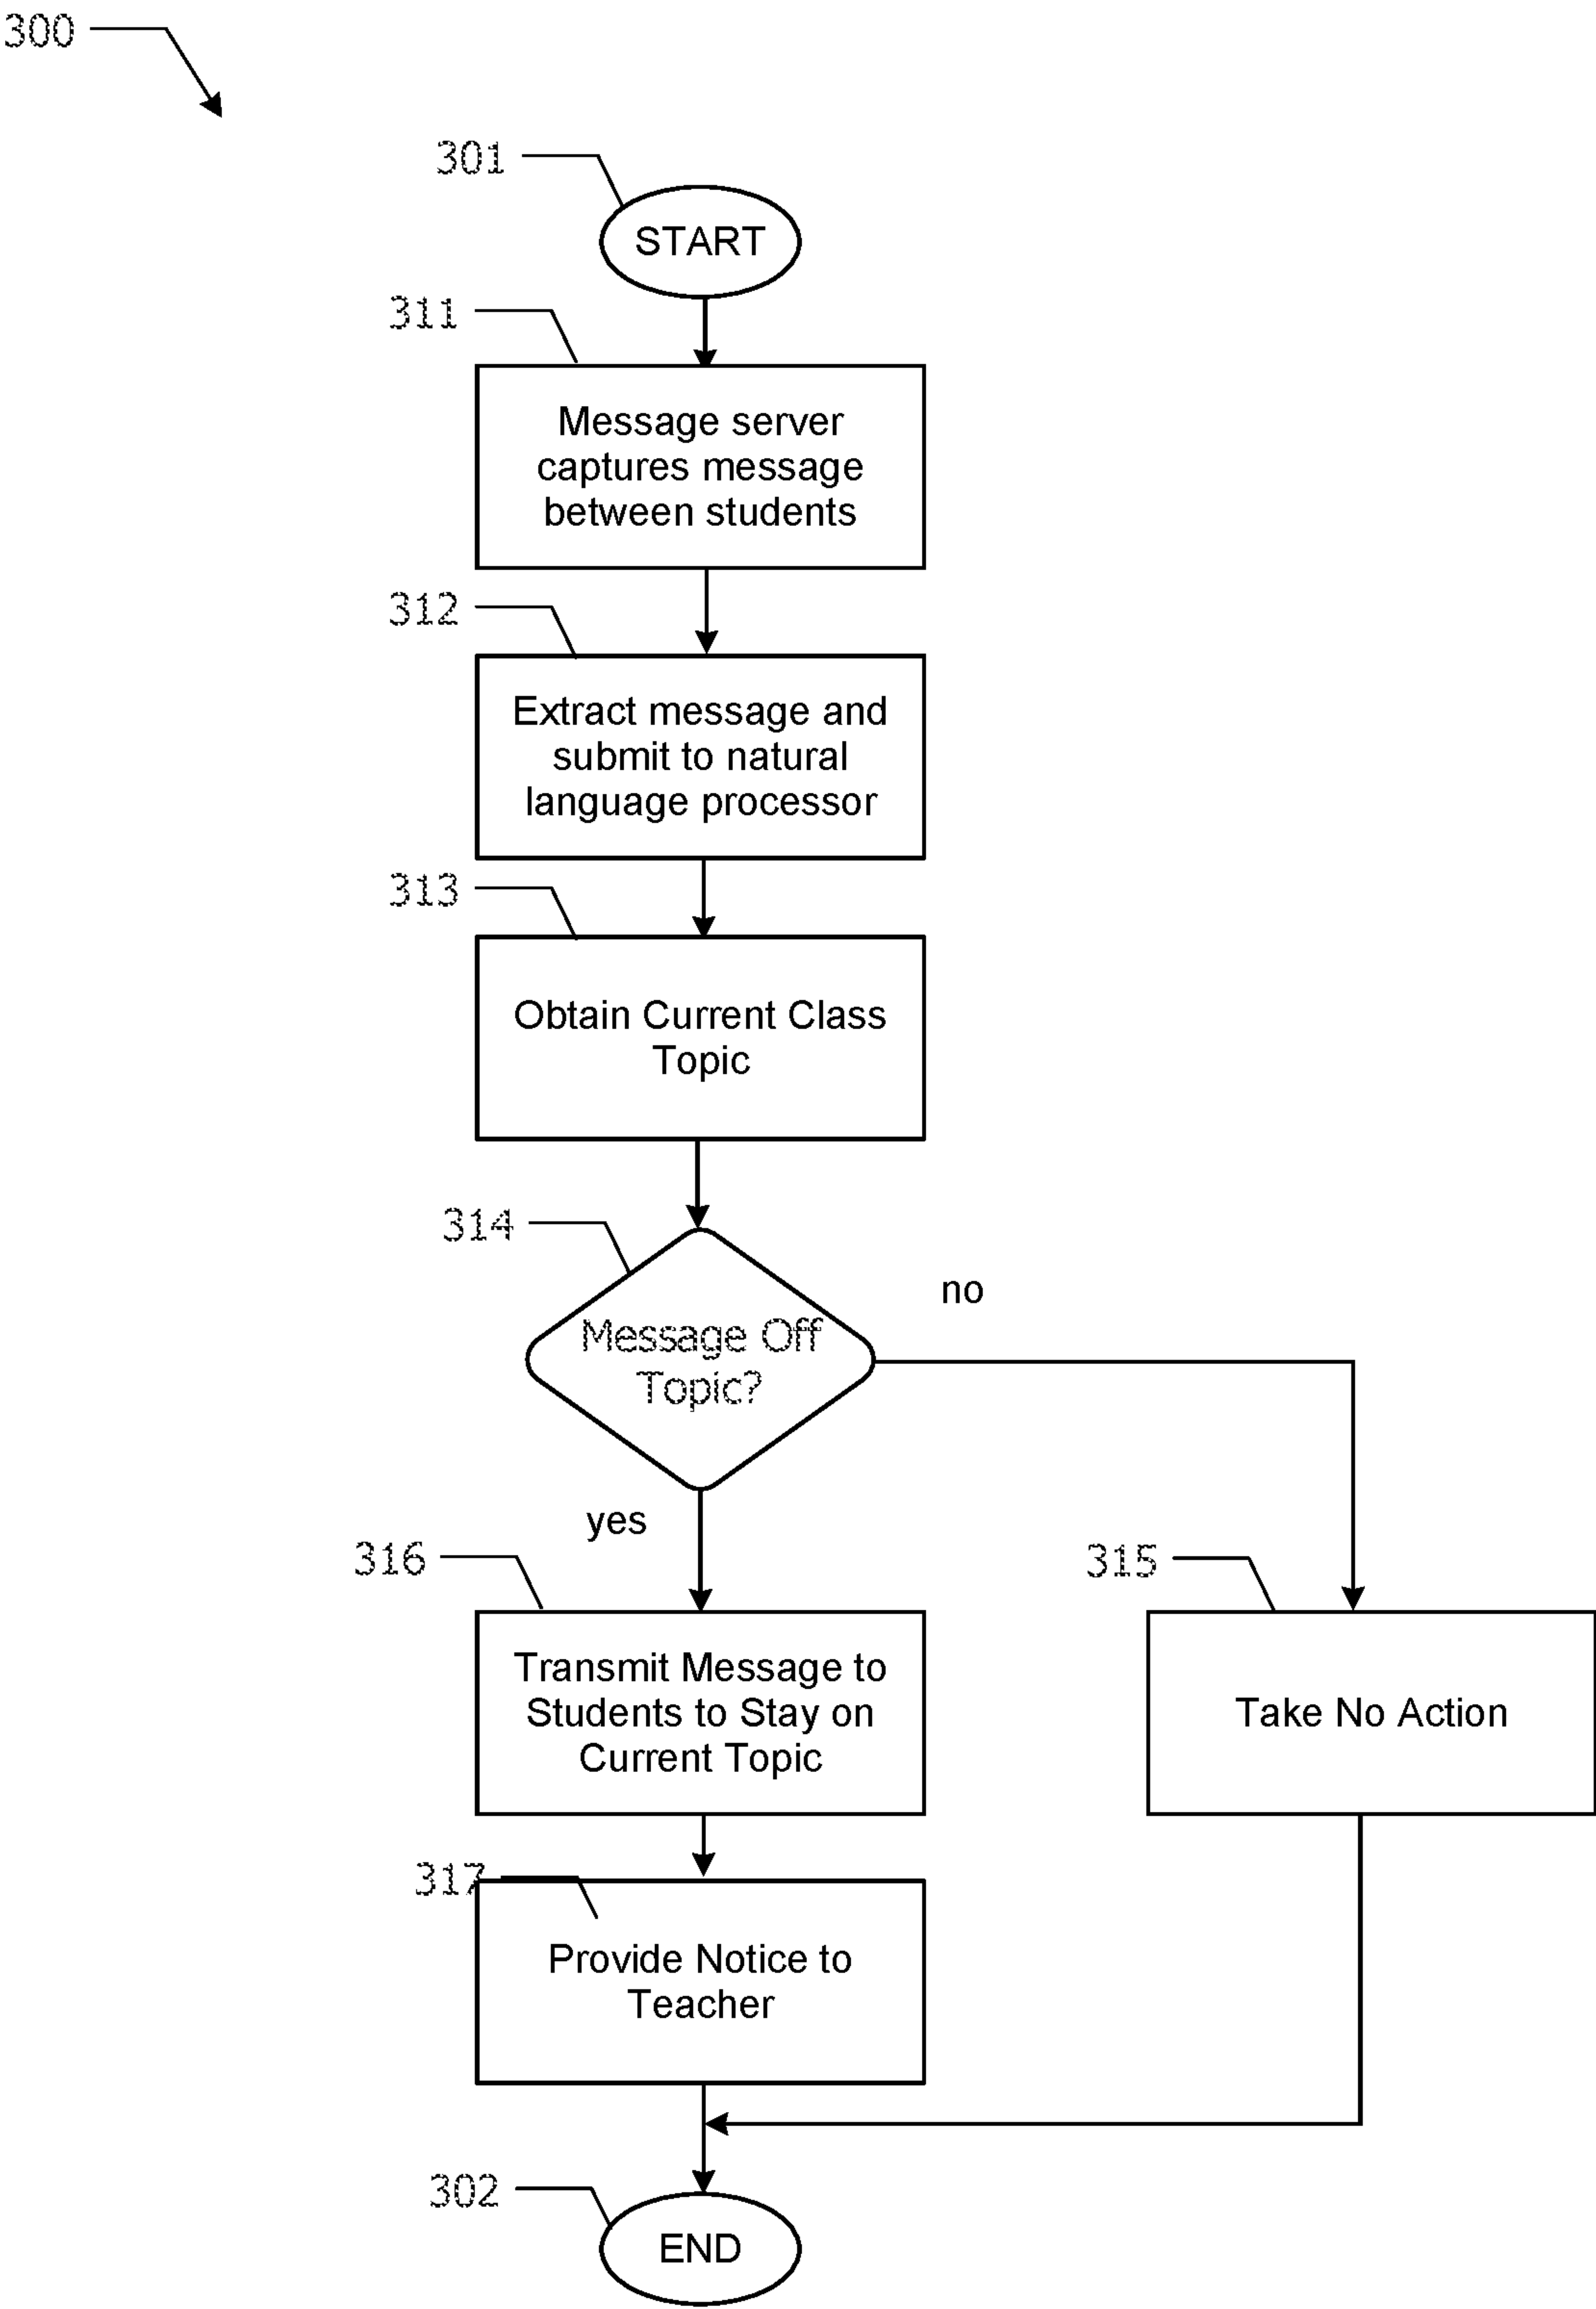 300
301
START
311
Message server
captures message
between students
312
Extract message and
submit to natural
language processor
313
Obtain Current Class
Topic
314
Message Off
Topic?
no
yes
316
Transmit Message to
Students to Stay on
Current Topic
315
Take No Action
317
Provide Notice to
Teacher
302
END